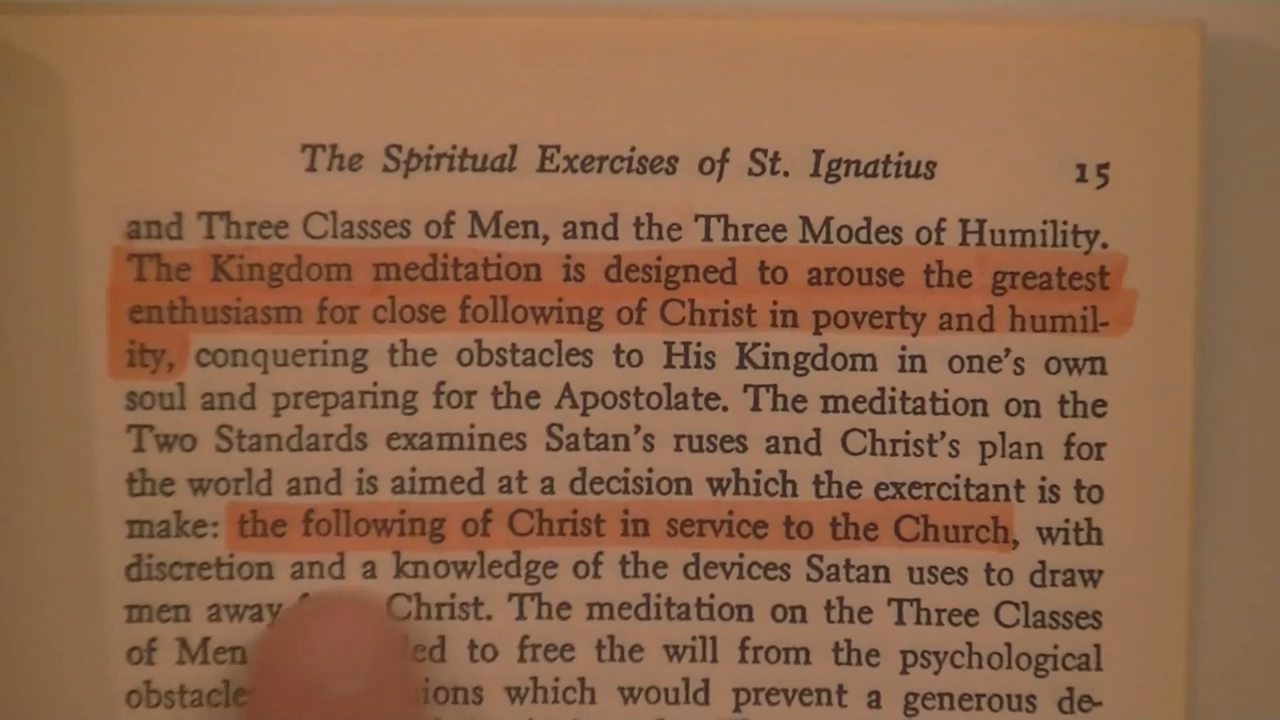 The Spiritual Exercises of St. Ignatius 15
and Three Classes of Men, and the Three Modes of Humility.
The Kingdom meditation is designed to arouse the greatest
enthusiasm for close following of Christ in poverty and humil-
ity, conquering the obstacles to His Kingdom in one's own
soul and preparing for the Apostolate. The meditation on the
Two Standards examines Satan's ruses and Christ's plan for
the world and is aimed at a decision which the exercitant is to
make: the following of Christ in service to the Church, with
discretion and a knowledge of the devices Satan uses to draw
men away Christ. The meditation on the Three Classes
of Men to free the will from the psychological
which would prevent a generous de-